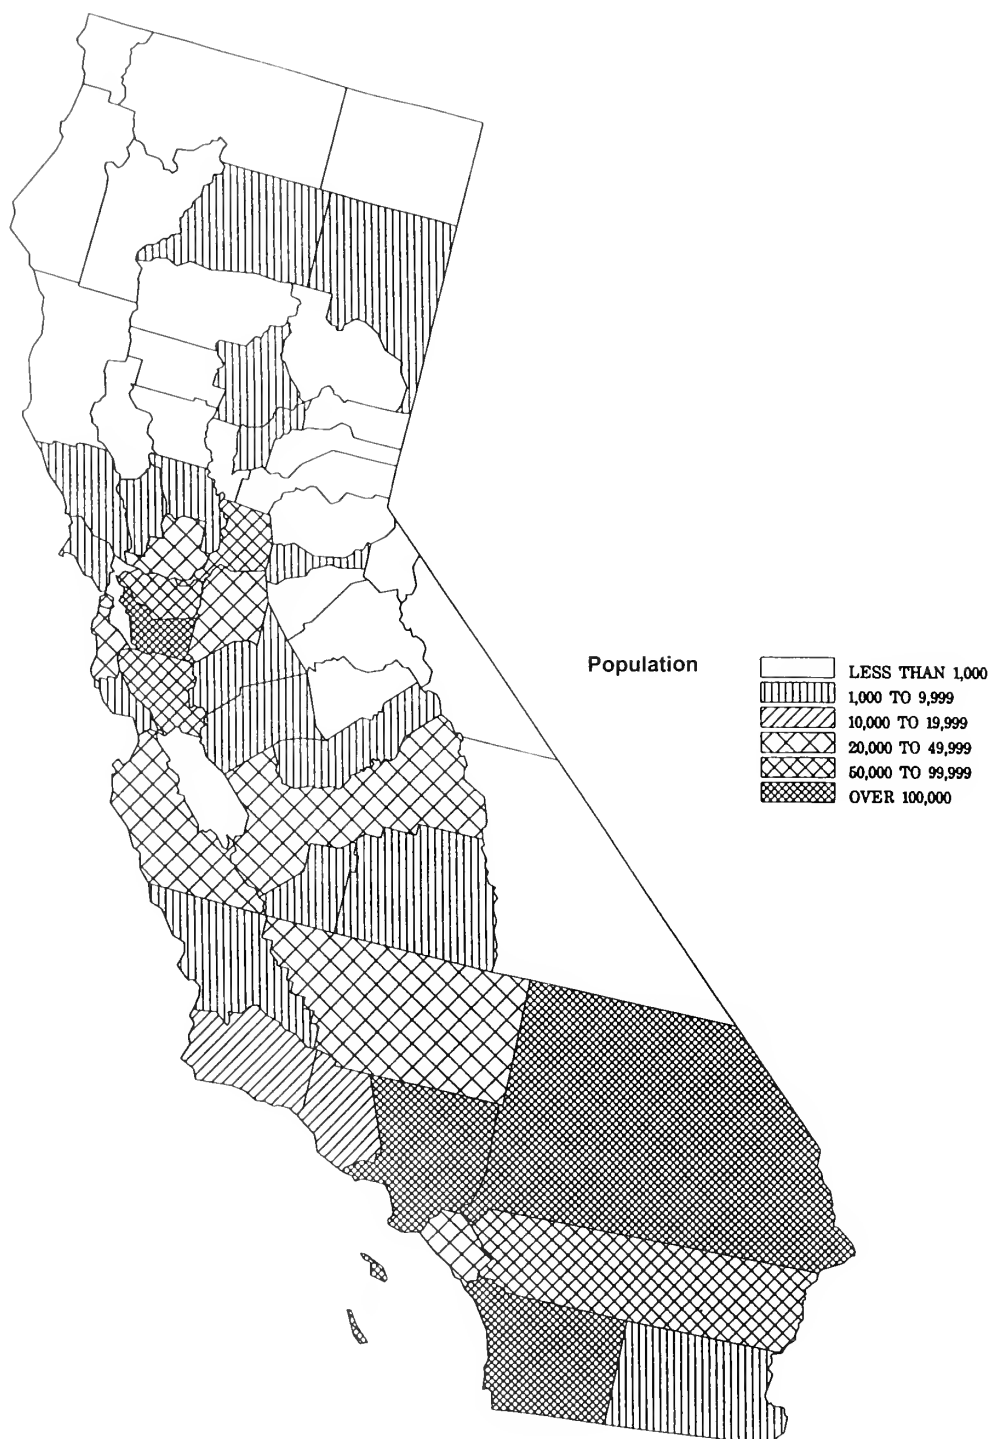 Population
LESS THAN 1,000
1,000 TO 9,999
10,000 TO 19,999
20,000 TO 49,999
50,000 TO 99,999
OVER 100,000